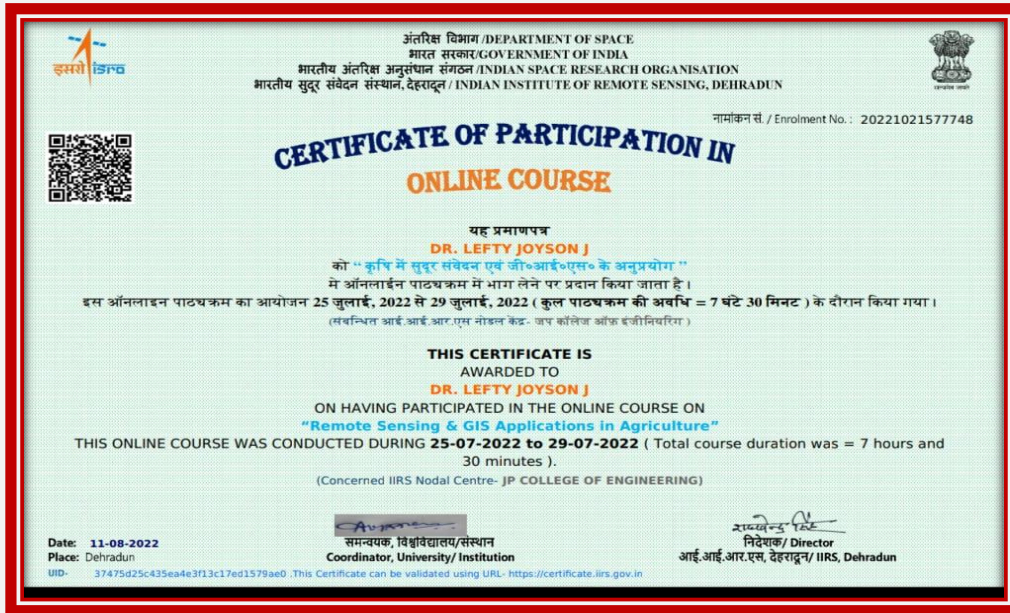 इसरो isro
अंतरिक्ष विभाग /DEPARTMENT OF SPACE
भारत सरकार/GOVERNMENT OF INDIA
भारतीय अंतरिक्ष अनुसंधान संगठन /INDIAN SPACE RESEARCH ORGANISATION
भारतीय सुदूर संवेदन संस्थान, देहरादून / INDIAN INSTITUTE OF REMOTE SENSING, DEHRADUN
सत्यमेव जयते
नामांकन सं. / Enrolment No. : 20221021577748
CERTIFICATE OF PARTICIPATION IN
ONLINE COURSE
यह प्रमाणपत्र
DR. LEFTY JOYSON J
को “ कृषि में सुदूर संवेदन एवं जी०आई०एस० के अनुप्रयोग ”
मे ऑनलाईन पाठ्यक्रम में भाग लेने पर प्रदान किया जाता है।
इस ऑनलाइन पाठ्यक्रम का आयोजन 25 जुलाई, 2022 से 29 जुलाई, 2022 ( कुल पाठ्यक्रम की अवधि = 7 घंटे 30 मिनट ) के दौरान किया गया।
(संबन्धित आई.आई.आर.एस नोडल केंद्र- जप कॉलेज ऑफ़ इंजीनियरिंग )
THIS CERTIFICATE IS
AWARDED TO
DR. LEFTY JOYSON J
ON HAVING PARTICIPATED IN THE ONLINE COURSE ON
“Remote Sensing & GIS Applications in Agriculture”
THIS ONLINE COURSE WAS CONDUCTED DURING 25-07-2022 to 29-07-2022 ( Total course duration was = 7 hours and
30 minutes ).
(Concerned IIRS Nodal Centre- JP COLLEGE OF ENGINEERING)
Date: 11-08-2022
Place: Dehradun
समन्वयक, विश्वविद्यालय/संस्थान
Coordinator, University/ Institution
निदेशक/ Director
आई.आई.आर.एस, देहरादून/ IIRS, Dehradun
UID- 37475d25c435ea4e3f13c17ed1579ae0 .This Certificate can be validated using URL- https://certificate.iirs.gov.in